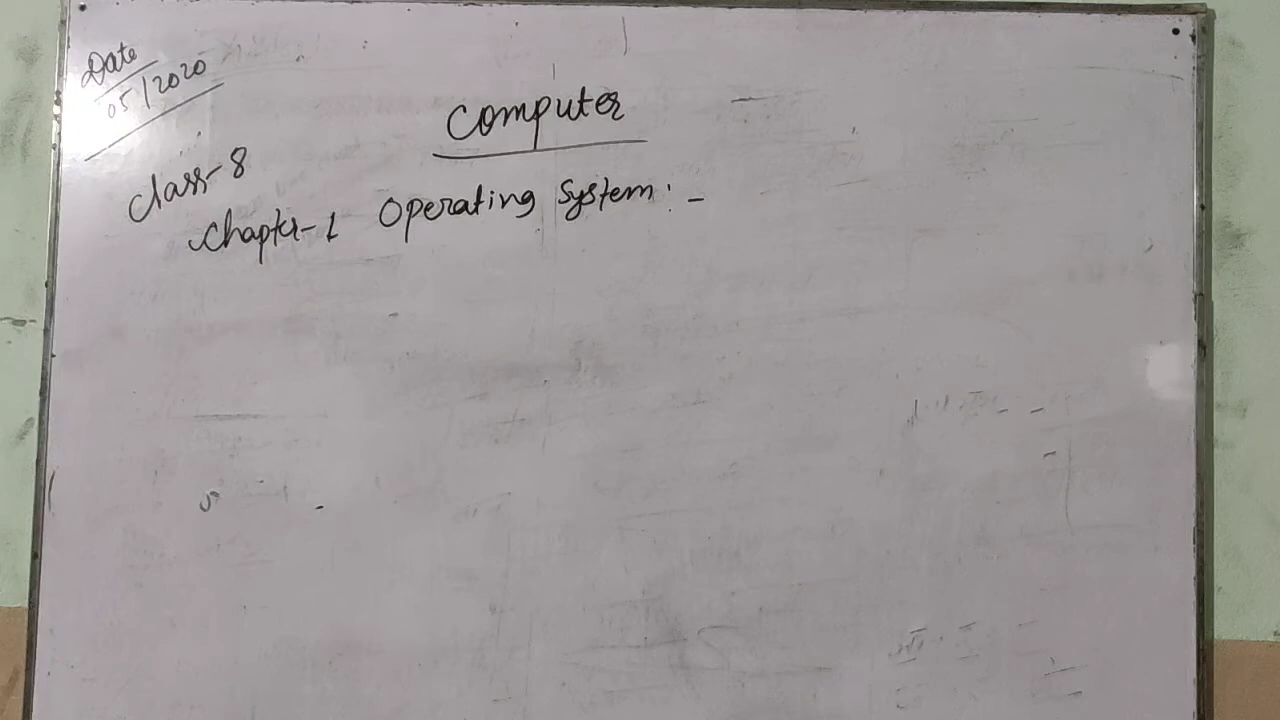 Date
05/2020
Computer
Class-8
Chapter-1 Operating System:-